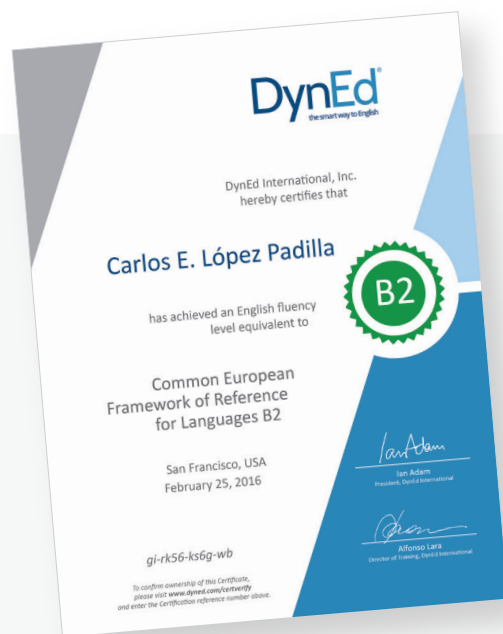 DynEd®
the smart way to English
DynEd International, Inc.
hereby certifies that
Carlos E. López Padilla
has achieved an English fluency
level equivalent to
B2
Common European
Framework of Reference
for Languages B2
San Francisco, USA
February 25, 2016
Ian Adam
Ian Adam
President, DynEd International
Alfonso Lara
Director of Training, DynEd International
gi-rk56-ks6g-wb
To confirm ownership of this Certificate,
please visit www.dyned.com/certverify
and enter the Certification reference number above.